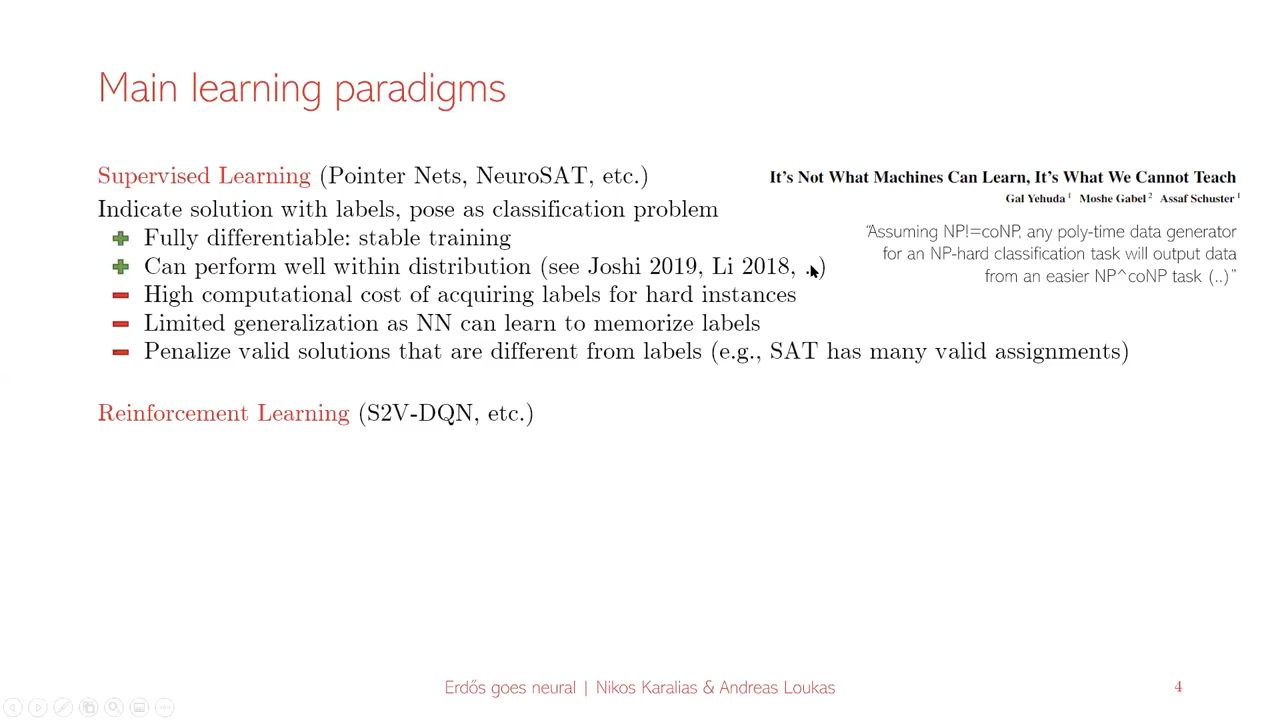 Main learning paradigms
Supervised Learning (Pointer Nets, NeuroSAT, etc.)
Indicate solution with labels, pose as classification problem
Fully differentiable: stable training
Can perform well within distribution (see Joshi 2019, Li 2018, ..)
High computational cost of acquiring labels for hard instances
Limited generalization as NN can learn to memorize labels
Penalize valid solutions that are different from labels (e.g., SAT has many valid assignments)
It's Not What Machines Can Learn, It's What We Cannot Teach
Gal Yehuda 1 Moshe Gabel 2 Assaf Schuster 1
“Assuming NP!=coNP, any poly-time data generator
for an NP-hard classification task will output data
from an easier NP^coNP task (..)”
Reinforcement Learning (S2V-DQN, etc.)
Erdős goes neural | Nikos Karalias & Andreas Loukas
4